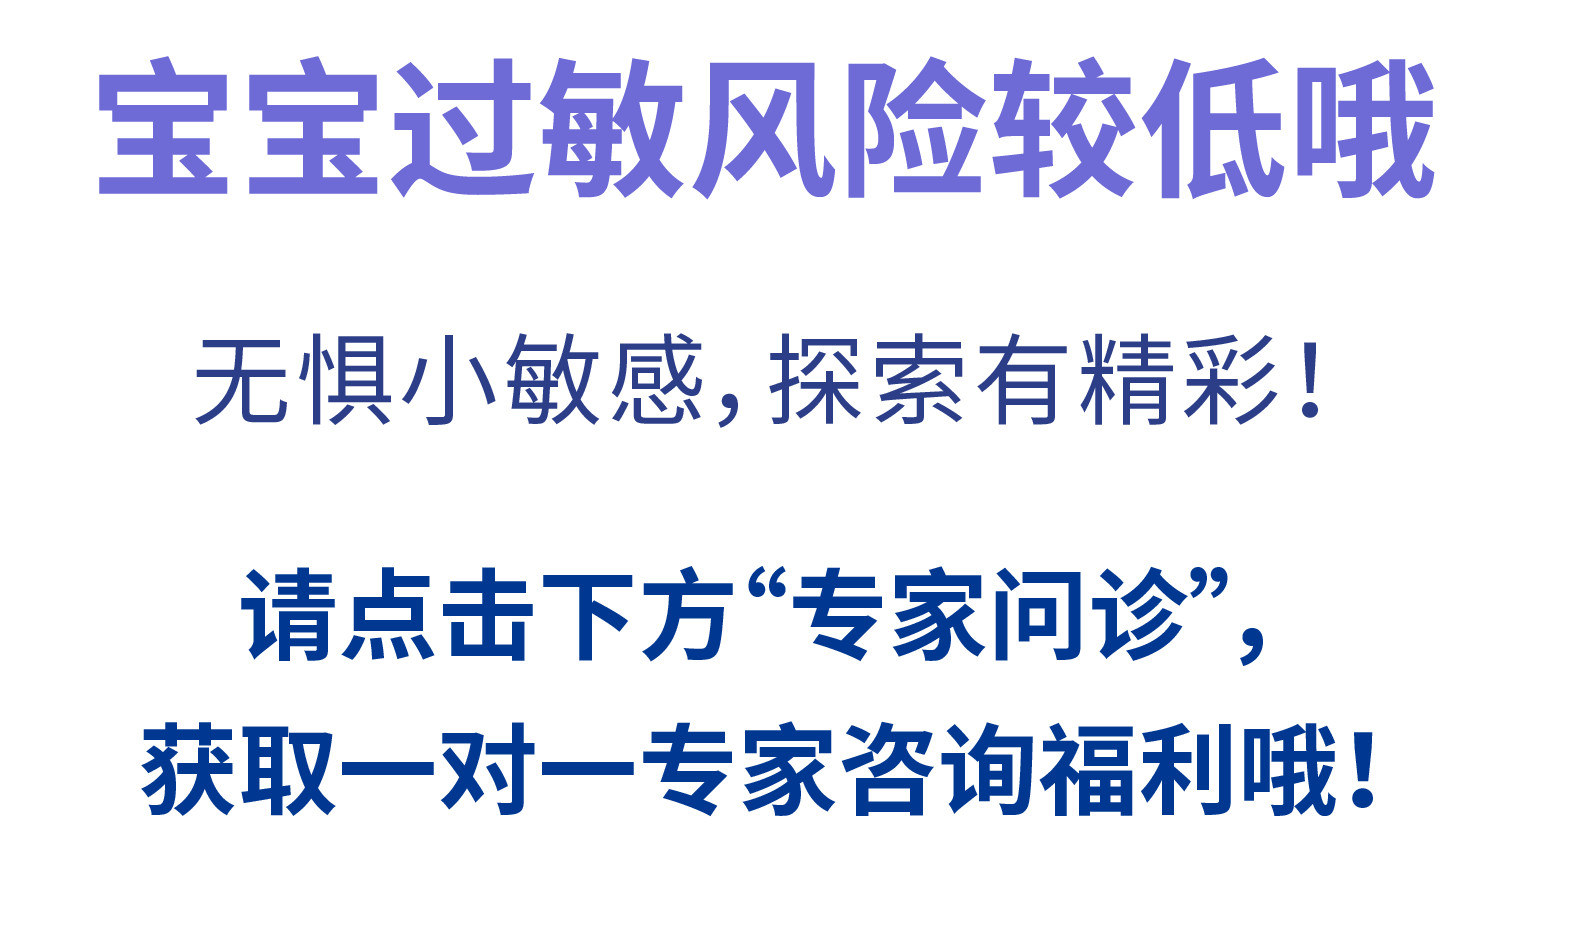 宝宝过敏风险较低哦
无惧小敏感，探索有精彩！
请点击下方“专家问诊”，
获取一对一专家咨询福利哦！